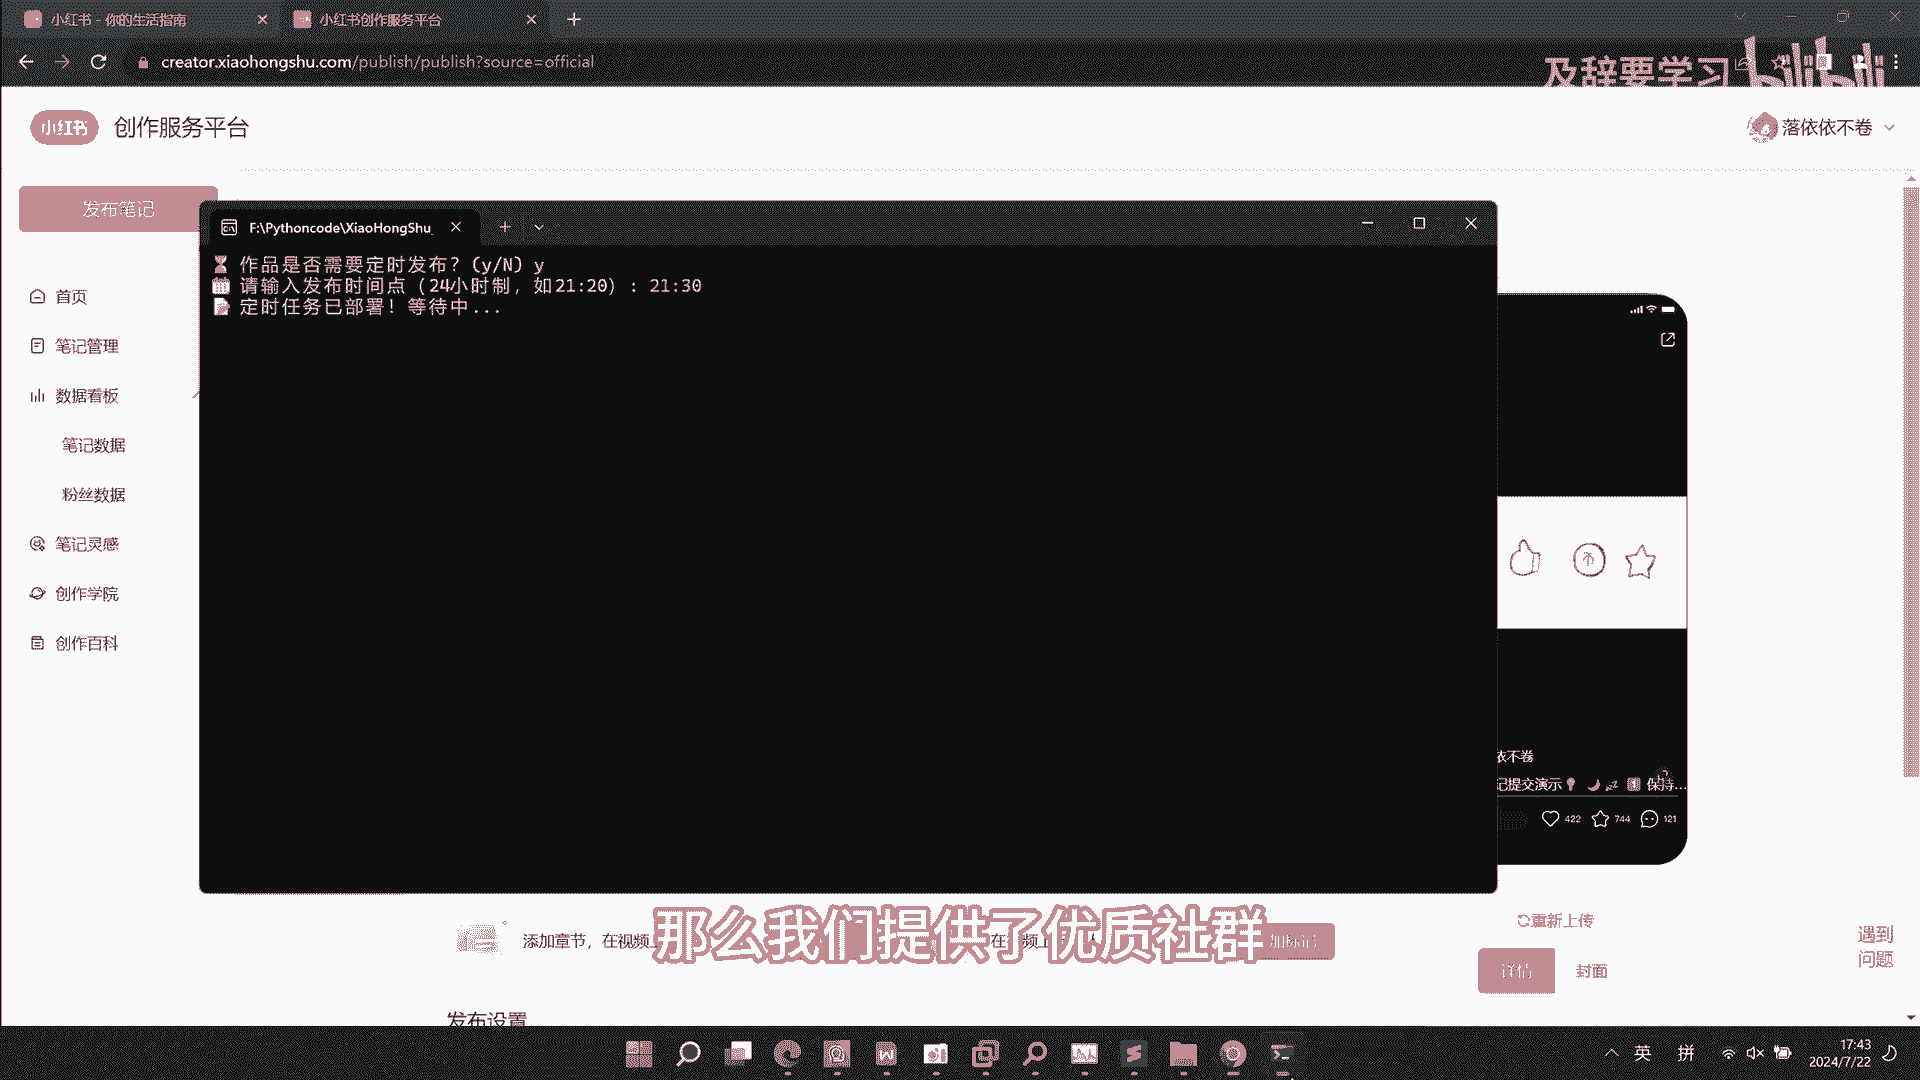 小红书 - 你的生活指南
小红书创作服务平台
creator.xiaohongshu.com/publish/publish?source=official
及辞要学习 bilibili
小红书 创作服务平台
落依依不卷
发布笔记
F:\Pythoncode\XiaoHongShu
作品是否需要定时发布? (y/N) y
请输入发布时间点 (24小时制, 如21:20) : 21:30
定时任务已部署! 等待中...
首页
笔记管理
数据看板
笔记数据
粉丝数据
笔记灵感
创作学院
创作百科
依不卷
记提交演示 保持...
422 744 121
重新上传
添加章节，在视频
那么我们提供了优质社群
加标记
遇到
问题
详情 封面
发布设置
英 拼
17:43
2024/7/22